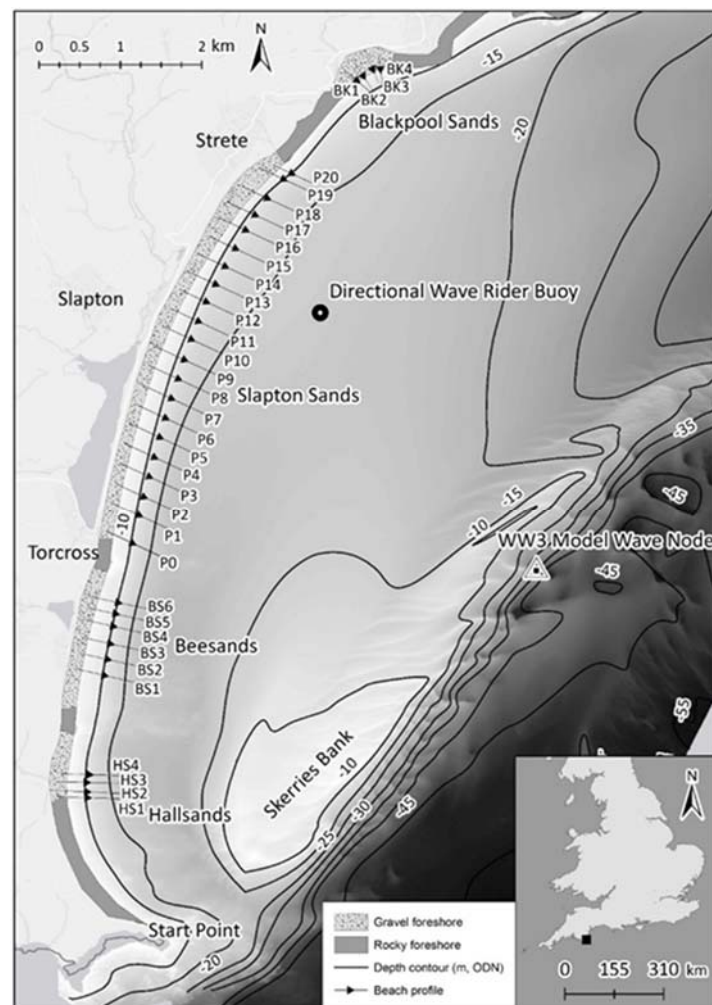 N
0 1 2 km
-15
BK4
BK3
BK1
BK2
Blackpool Sands
-20
Strete
P20
P19
P18
P17
P16
P15
Slapton
P14
Directional Wave Rider Buoy
P13
P12
P11
P10
P9
Slapton Sands
P8
P7
P6
-35
P5
P4
-45
-15
P3
-10
P2
-10
P1
WW3 Model Wave Node
Torcross
P0
-45
BS6
BS5
BS4
Beesands
BS3
BS2
BS1
-55
Skerries Bank
HS4
-10
HS3
HS2
Hallsands
HS1
-30
-45
-25
Start Point
-20
Gravel foreshore
Rocky foreshore
Depth contour (m, ODN)
Beach profile
N
0 155 310
km